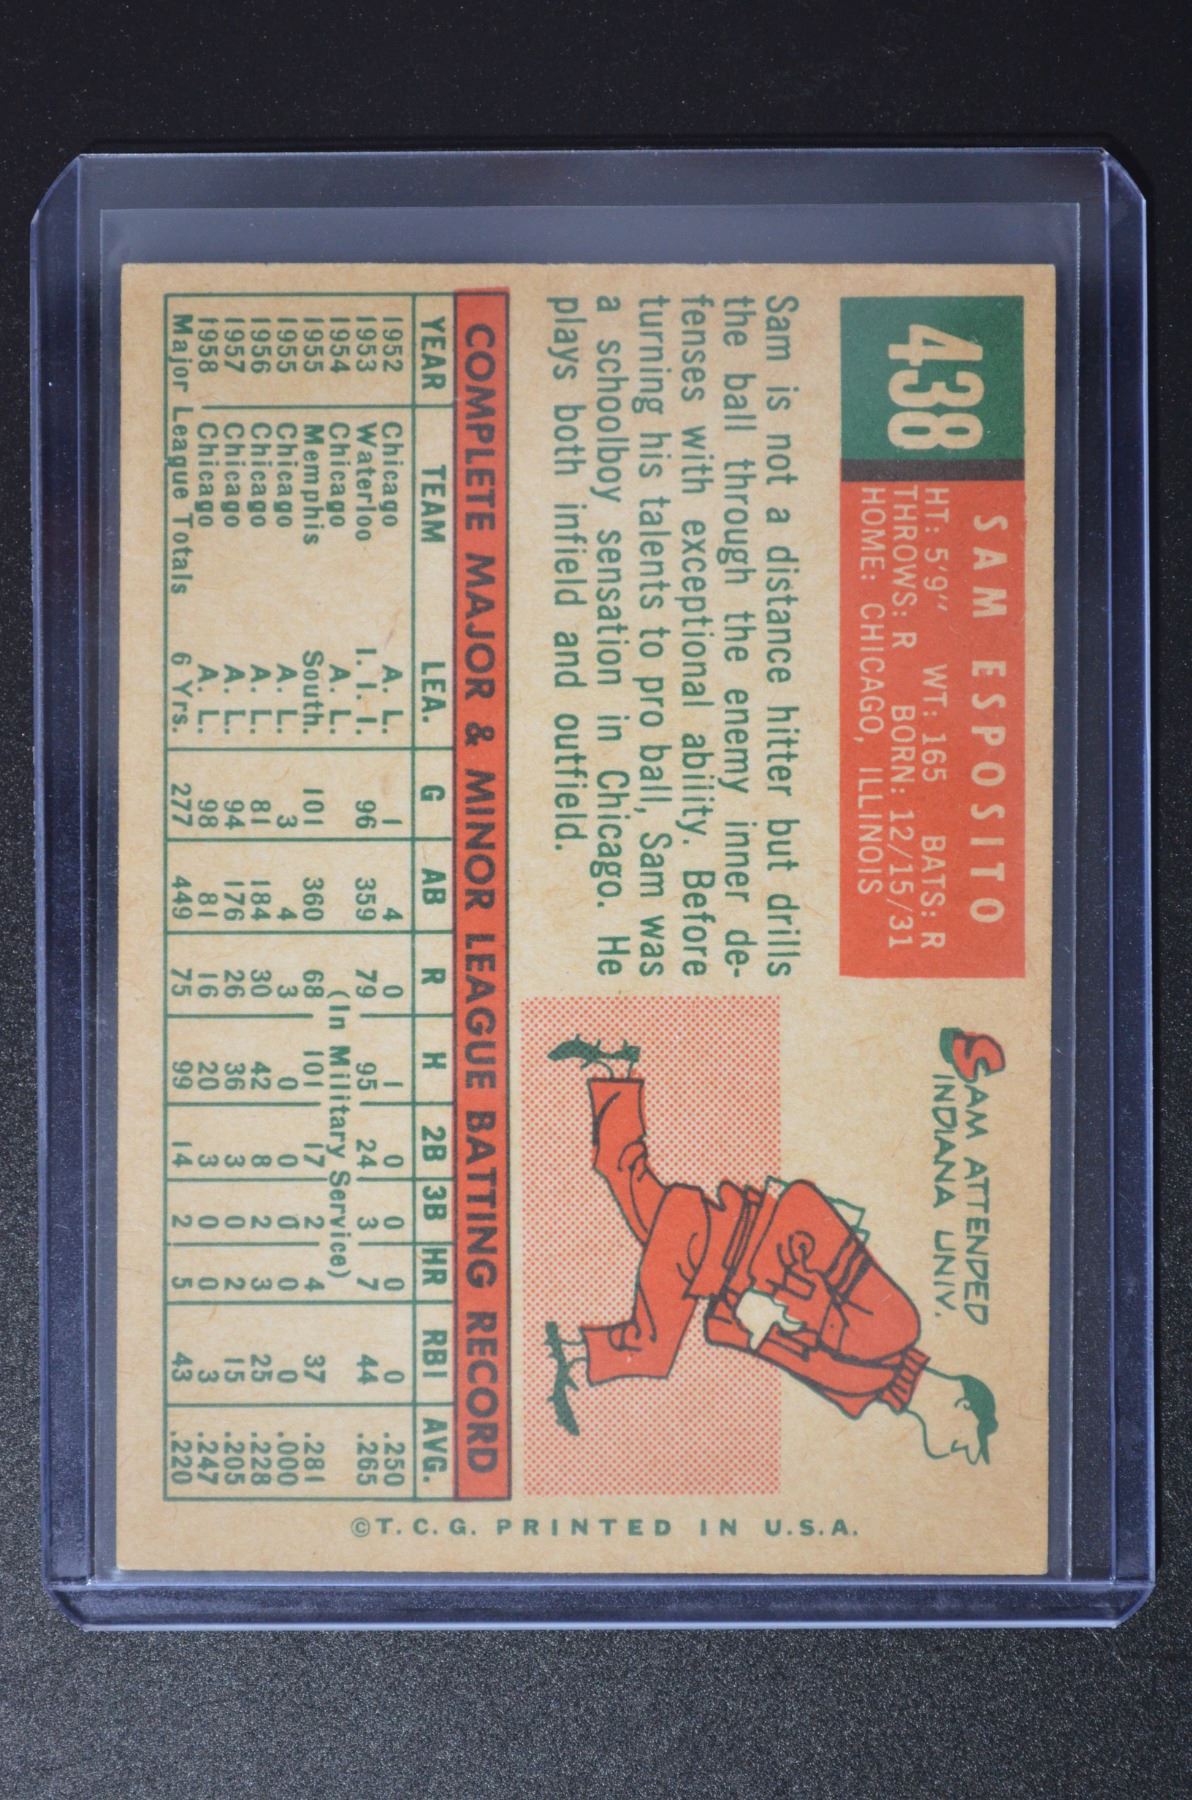 438
SAM ESPOSITO
HT: 5'9" WT: 165 BATS: R
THROWS: R BORN: 12/15/31
HOME: CHICAGO, ILLINOIS
SAM ATTENDED
INDIANA UNIV.
Sam is not a distance hitter but drills
the ball through the enemy inner de-
fenses with exceptional ability. Before
turning his talents to pro ball, Sam was
a schoolboy sensation in Chicago. He
plays both infield and outfield.
COMPLETE MAJOR & MINOR LEAGUE BATTING RECORD
YEAR TEAM LEA. G AB R H 2B 3B HR RBI AVG.
1952 Chicago A. L. 1 4 0 1 0 0 0 0 .250
1953 Waterloo I. I. I. 96 359 79 95 24 3 7 44 .265
1954 Chicago A. L. (In Military Service)
1955 Memphis South. 101 360 68 101 17 2 4 37 .281
1955 Chicago A. L. 3 4 3 0 0 0 0 0 .000
1956 Chicago A. L. 81 184 30 42 8 2 3 25 .228
1957 Chicago A. L. 94 176 26 36 3 0 2 15 .205
1958 Chicago A. L. 98 81 16 20 3 0 0 3 .247
Major League Totals 6 Yrs. 277 449 75 99 14 2 5 43 .220
© T. C. G. PRINTED IN U.S.A.